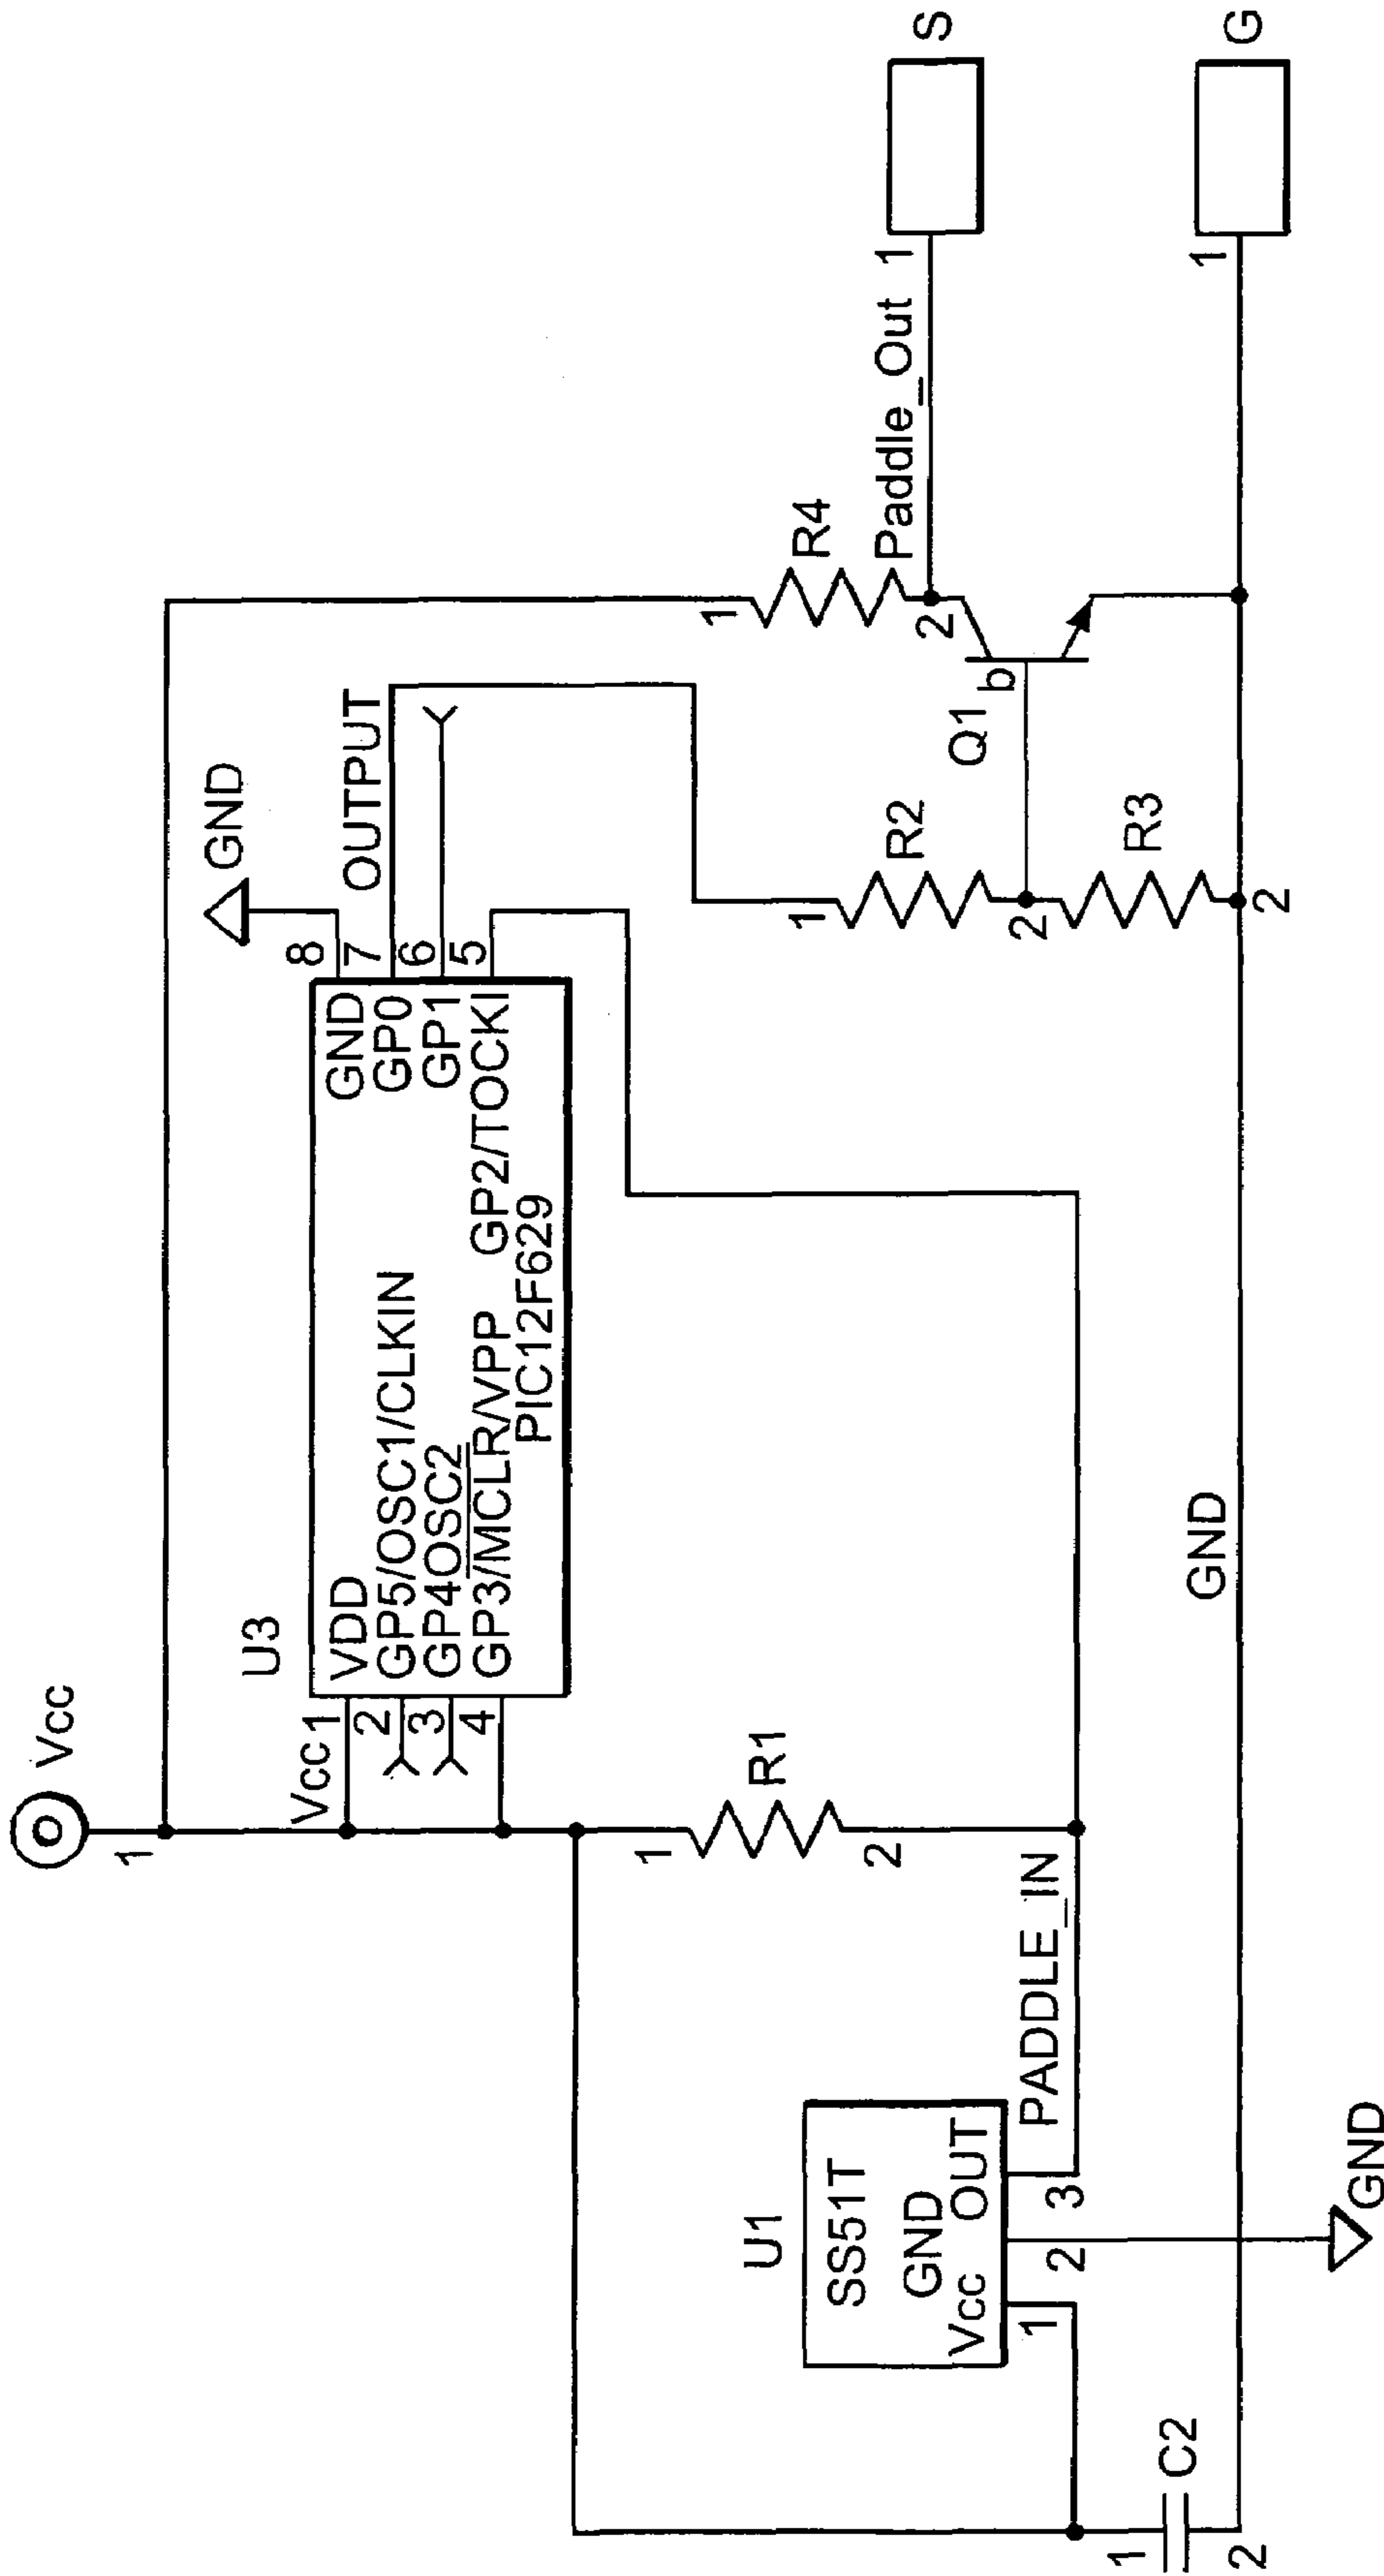 Vcc
1
U3
Vcc 1
2
3
4
VDD
GP5/OSC1/CLKIN
GP4OSC2
GP3/MCLR/VPP
GND
GP0
GP1
GP2/TOCKI
PIC12F629
8
7
6
5
GND
OUTPUT
1
R1
2
U1
SS51T
GND
Vcc OUT
1
2
3
PADDLE_IN
GND
1
C2
2
GND
1
R2
2
R3
2
Q1
b
1
R4
2
Paddle_Out 1
S
1
G